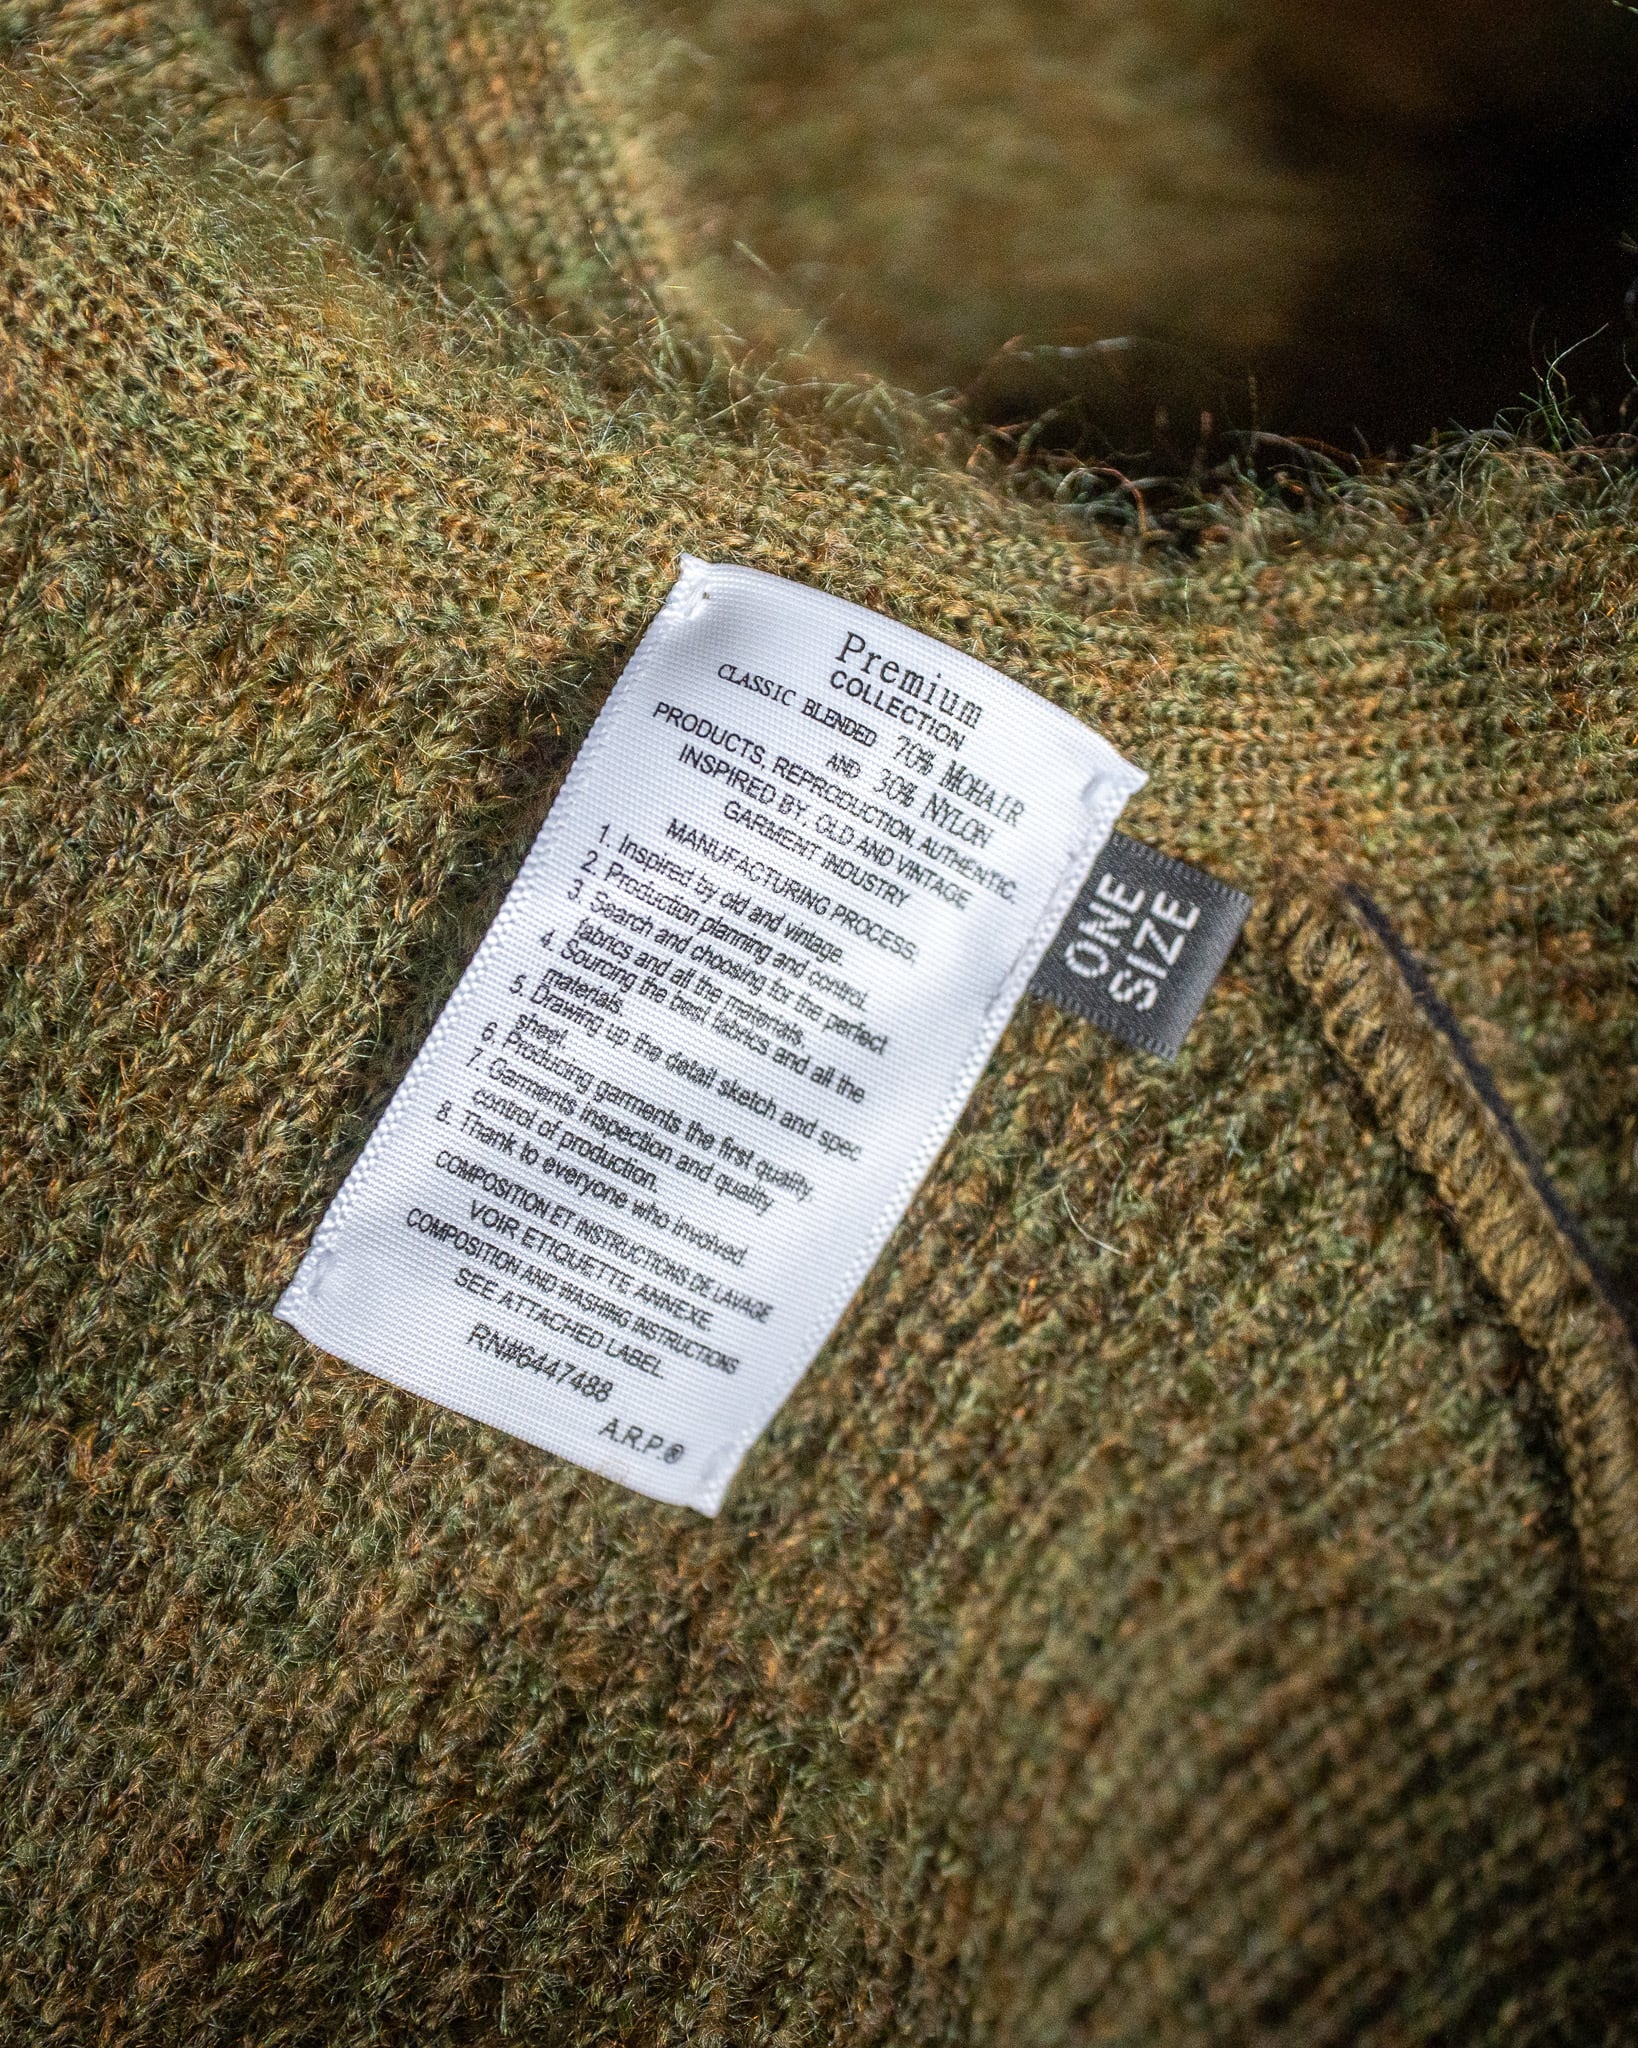 Premium
COLLECTION
CLASSIC BLENDED 70% MOHAIR
AND 30% NYLON
PRODUCTS, REPRODUCTION, AUTHENTIC.
INSPIRED BY, OLD AND VINTAGE
GARMENT INDUSTRY
MANUFACTURING PROCESS,
1. Inspired by old and vintage.
2. Production planning and control.
3. Search and choosing for the perfect
fabrics and all the materials.
4. Sourcing the best fabrics and all the
materials.
5. Drawing up the detail sketch and spec
sheet.
6. Producing garments the first quality
7. Garments inspection and quality
control of production.
8. Thank to everyone who involved.
COMPOSITION ET INSTRUCTIONS DE LAVAGE
VOIR ETIQUETTE ANNEXE.
COMPOSITION AND WASHING INSTRUCTIONS
SEE ATTACHED LABEL.
RN#6447488
A.R.P.®
ONE
SIZE